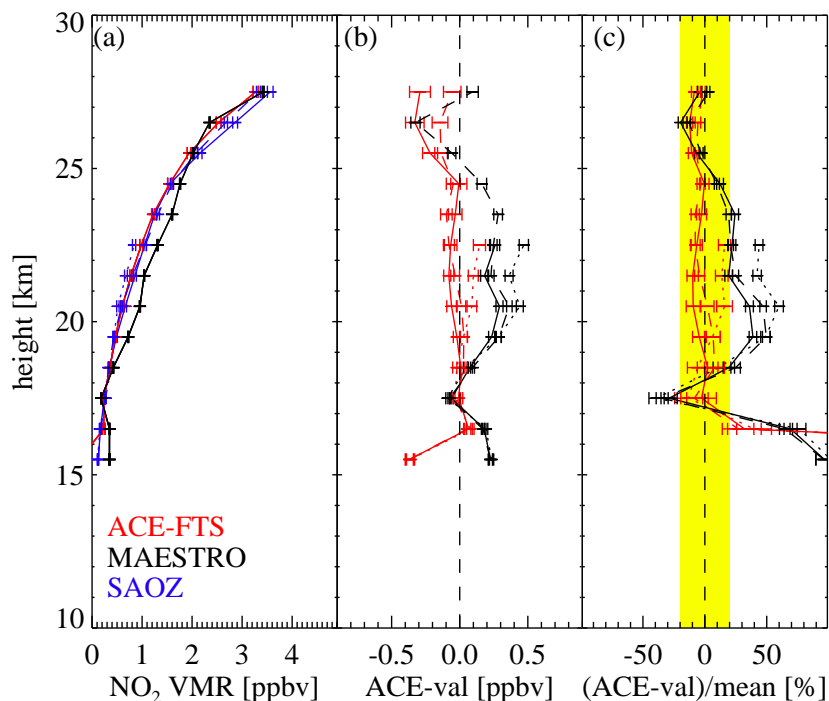 (a) (b) (c)
30
25
20
15
10
height [km]
ACE-FTS
MAESTRO
SAOZ
0 1 2 3 4
-0.5 0.0 0.5
-50 0 50
NO₂ VMR [ppbv]
ACE-val [ppbv]
(ACE-val)/mean [%]